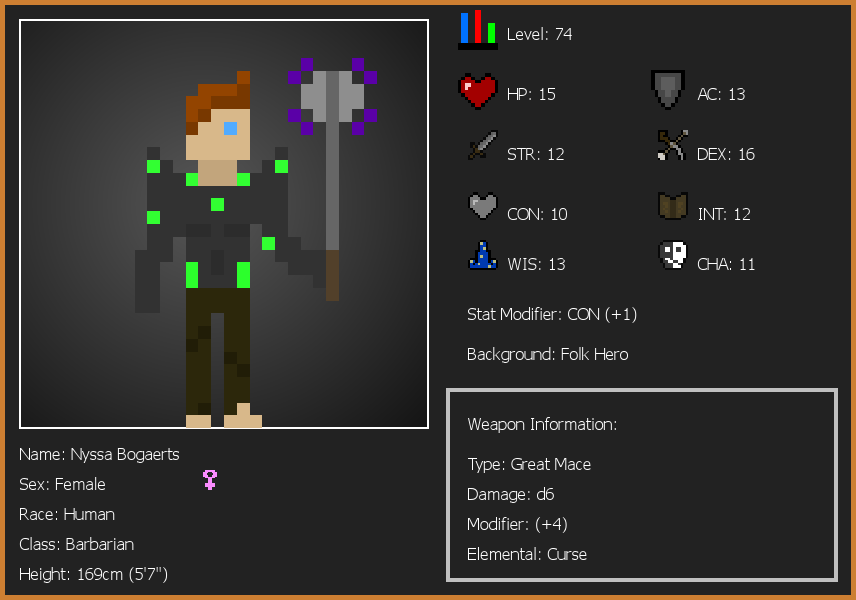 Level: 74
HP: 15
AC: 13
STR: 12
DEX: 16
CON: 10
INT: 12
WIS: 13
CHA: 11
Stat Modifier: CON (+1)
Background: Folk Hero
Weapon Information:
Type: Great Mace
Damage: d6
Modifier: (+4)
Elemental: Curse
Name: Nyssa Bogaerts
Sex: Female
Race: Human
Class: Barbarian
Height: 169cm (5'7")